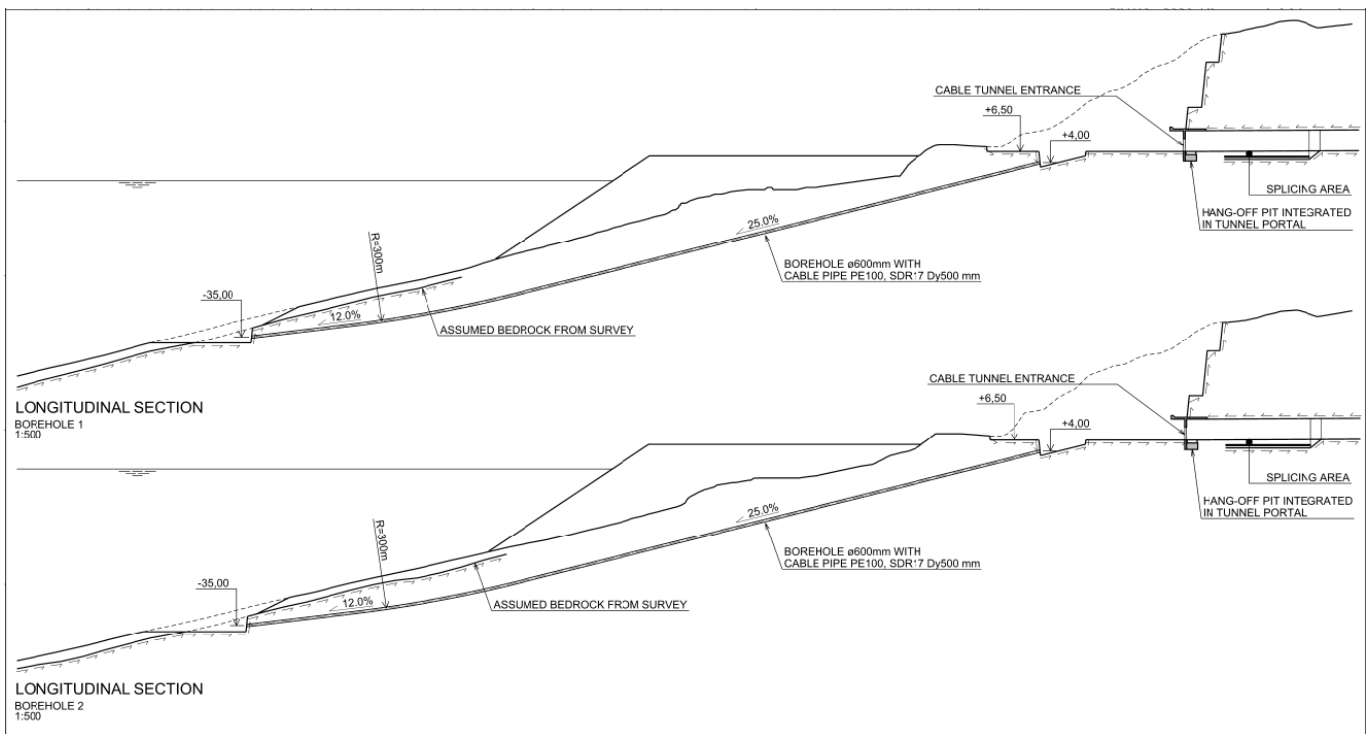 CABLE TUNNEL ENTRANCE
+6,50
+4,00
SPLICING AREA
HANG-OFF PIT INTEGRATED
IN TUNNEL PORTAL
25.0%
BOREHOLE ø600mm WITH
CABLE PIPE PE100, SDR17 Dy500 mm
R=300m
-35,00
12.0%
ASSUMED BEDROCK FROM SURVEY
LONGITUDINAL SECTION
BOREHOLE 1
1:500
CABLE TUNNEL ENTRANCE
+6,50
+4,00
SPLICING AREA
HANG-OFF PIT INTEGRATED
IN TUNNEL PORTAL
25.0%
BOREHOLE ø600mm WITH
CABLE PIPE PE100, SDR17 Dy500 mm
R=300m
-35,00
12.0%
ASSUMED BEDROCK FROM SURVEY
LONGITUDINAL SECTION
BOREHOLE 2
1:500